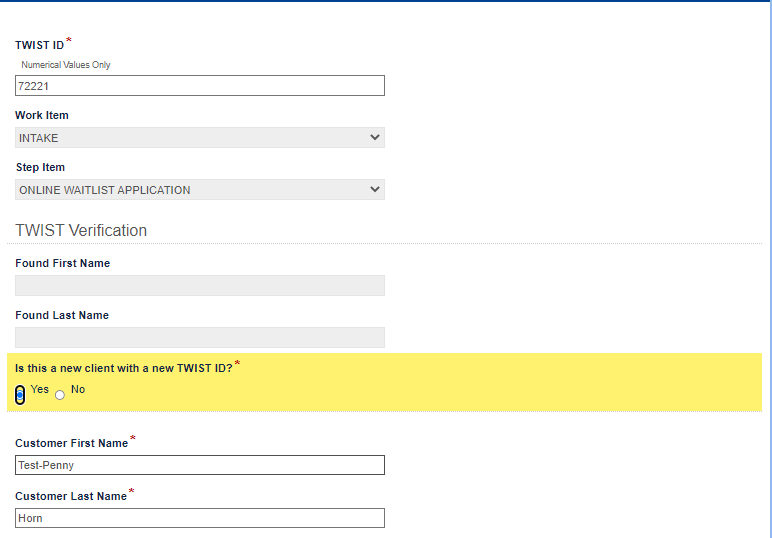 TWIST ID*
Numerical Values Only
72221
Work Item
INTAKE
Step Item
ONLINE WAITLIST APPLICATION
TWIST Verification
Found First Name
Found Last Name
Is this a new client with a new TWIST ID?*
Yes No
Customer First Name*
Test-Penny
Customer Last Name*
Horn